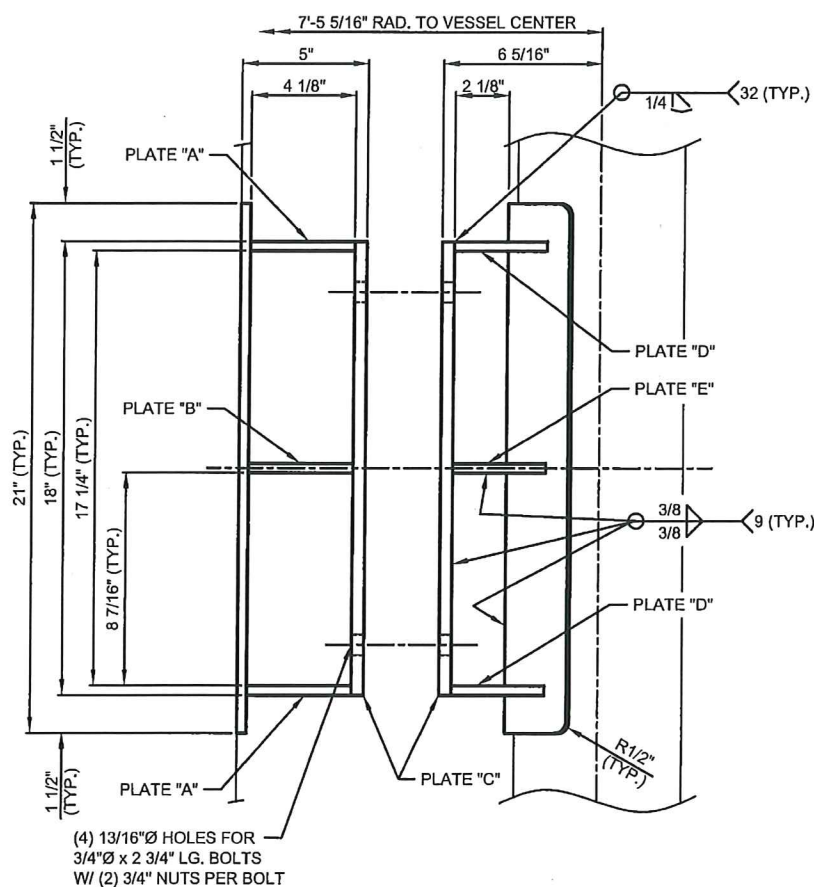 7'-5 5/16" RAD. TO VESSEL CENTER
5"
6 5/16"
4 1/8"
2 1/8"
1/4
32 (TYP.)
1 1/2"
(TYP.)
PLATE "A"
PLATE "D"
PLATE "E"
PLATE "B"
21" (TYP.)
18" (TYP.)
17 1/4" (TYP.)
8 7/16" (TYP.)
3/8
3/8
9 (TYP.)
PLATE "D"
R1/2"
(TYP.)
PLATE "C"
PLATE "A"
1 1/2"
(TYP.)
(4) 13/16"Ø HOLES FOR
3/4"Ø x 2 3/4" LG. BOLTS
W/ (2) 3/4" NUTS PER BOLT